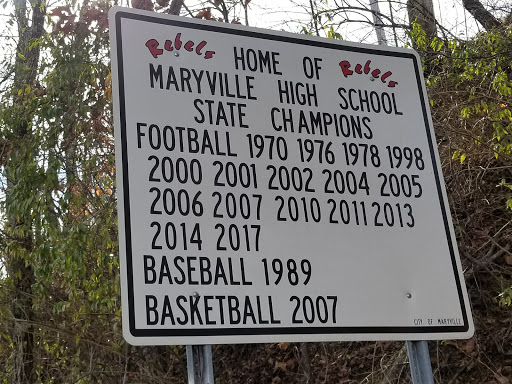 Rebels HOME OF Rebels
MARYVILLE HIGH SCHOOL
STATE CHAMPIONS
FOOTBALL 1970 1976 1978 1998
2000 2001 2002 2004 2005
2006 2007 2010 2011 2013
2014 2017
BASEBALL 1989
BASKETBALL 2007
CITY OF MARYVILLE